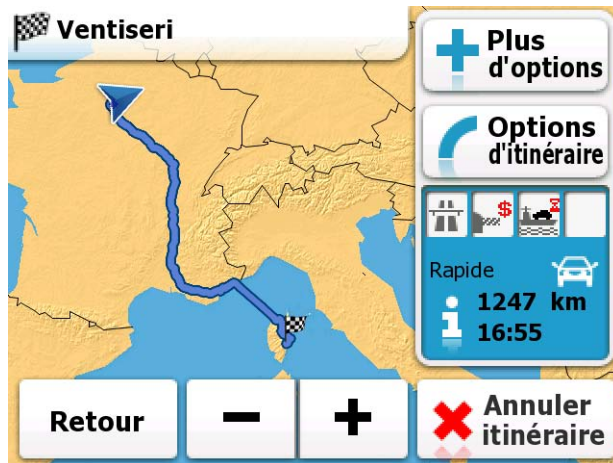 Ventiseri
Plus
d'options
Options
d'itinéraire
$
Rapide
1247 km
16:55
Retour
Annuler
itinéraire